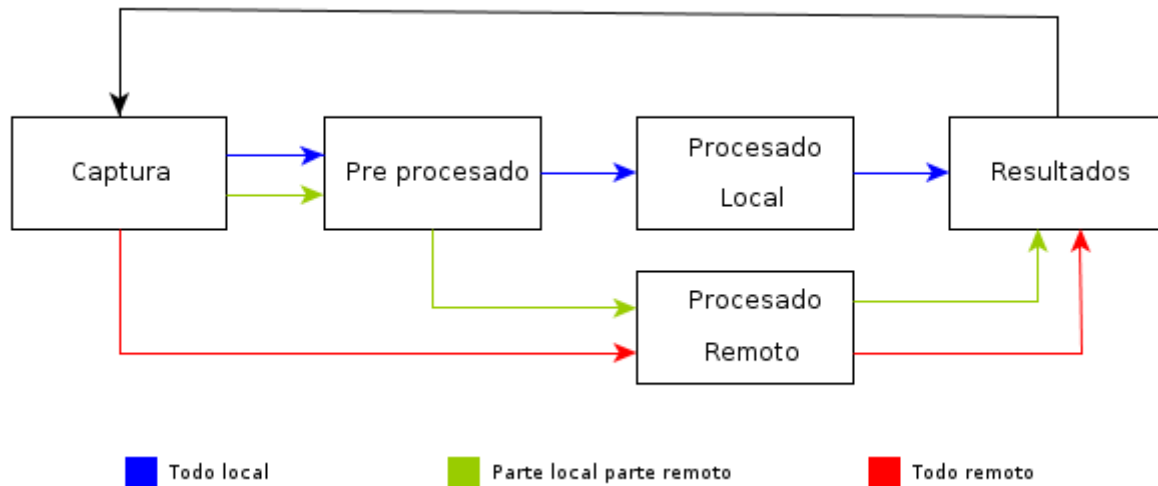 Captura
Pre procesado
Procesado
Local
Resultados
Procesado
Remoto
Todo local
Parte local parte remoto
Todo remoto